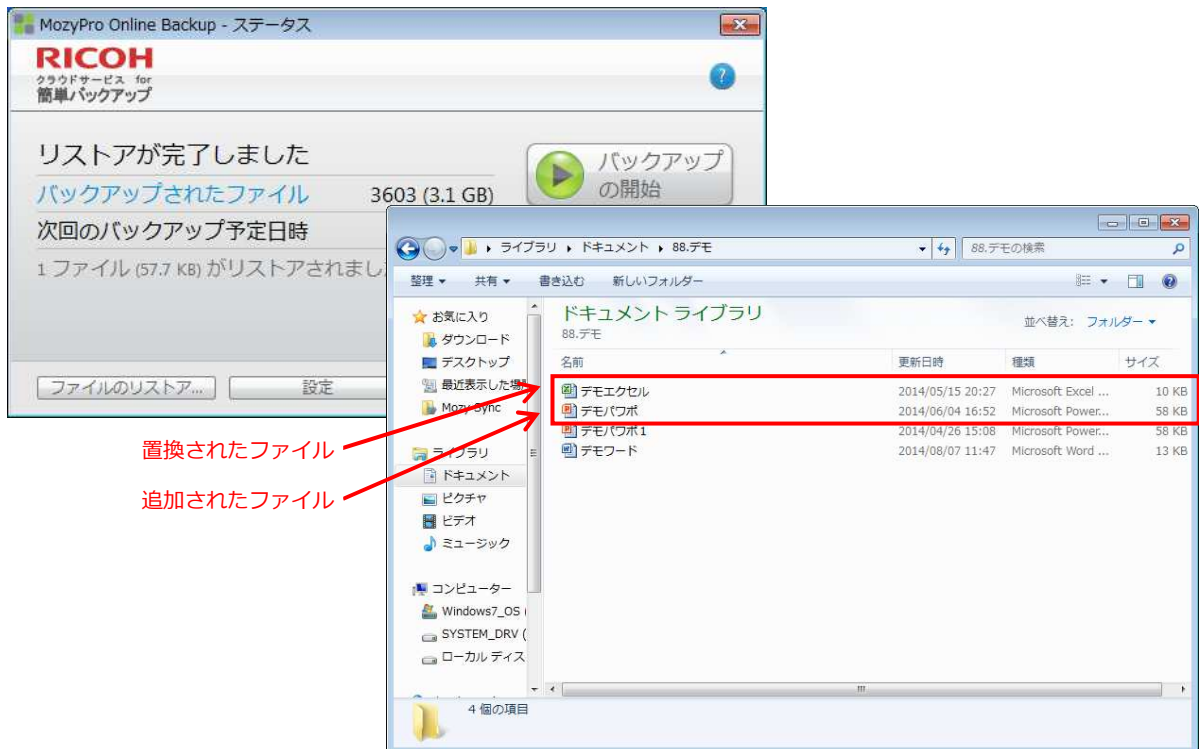 MozyPro Online Backup - ステータス
RICOH
クラウドサービス for
簡単バックアップ
リストアが完了しました
バックアップされたファイル 3603 (3.1 GB)
次回のバックアップ予定日時
1 ファイル (57.7 KB) がリストアされまし
バックアップ
の開始
ファイルのリストア...
設定
ライブラリ ドキュメント 88.デモ
88.デモの検索
整理 共有 書き込む 新しいフォルダー
お気に入り
ダウンロード
デスクトップ
最近表示した場
Mozy Sync
ライブラリ
ドキュメント
ピクチャ
ビデオ
ミュージック
コンピューター
Windows7_OS (
SYSTEM_DRV (
ローカル ディス
ドキュメント ライブラリ
88.デモ
並べ替え: フォルダー
名前 更新日時 種類 サイズ
デモエクセル 2014/05/15 20:27 Microsoft Excel ... 10 KB
デモパワポ 2014/06/04 16:52 Microsoft Power... 58 KB
デモパワポ1 2014/04/26 15:08 Microsoft Power... 58 KB
デモワード 2014/08/07 11:47 Microsoft Word ... 13 KB
4 個の項目
置換されたファイル
追加されたファイル